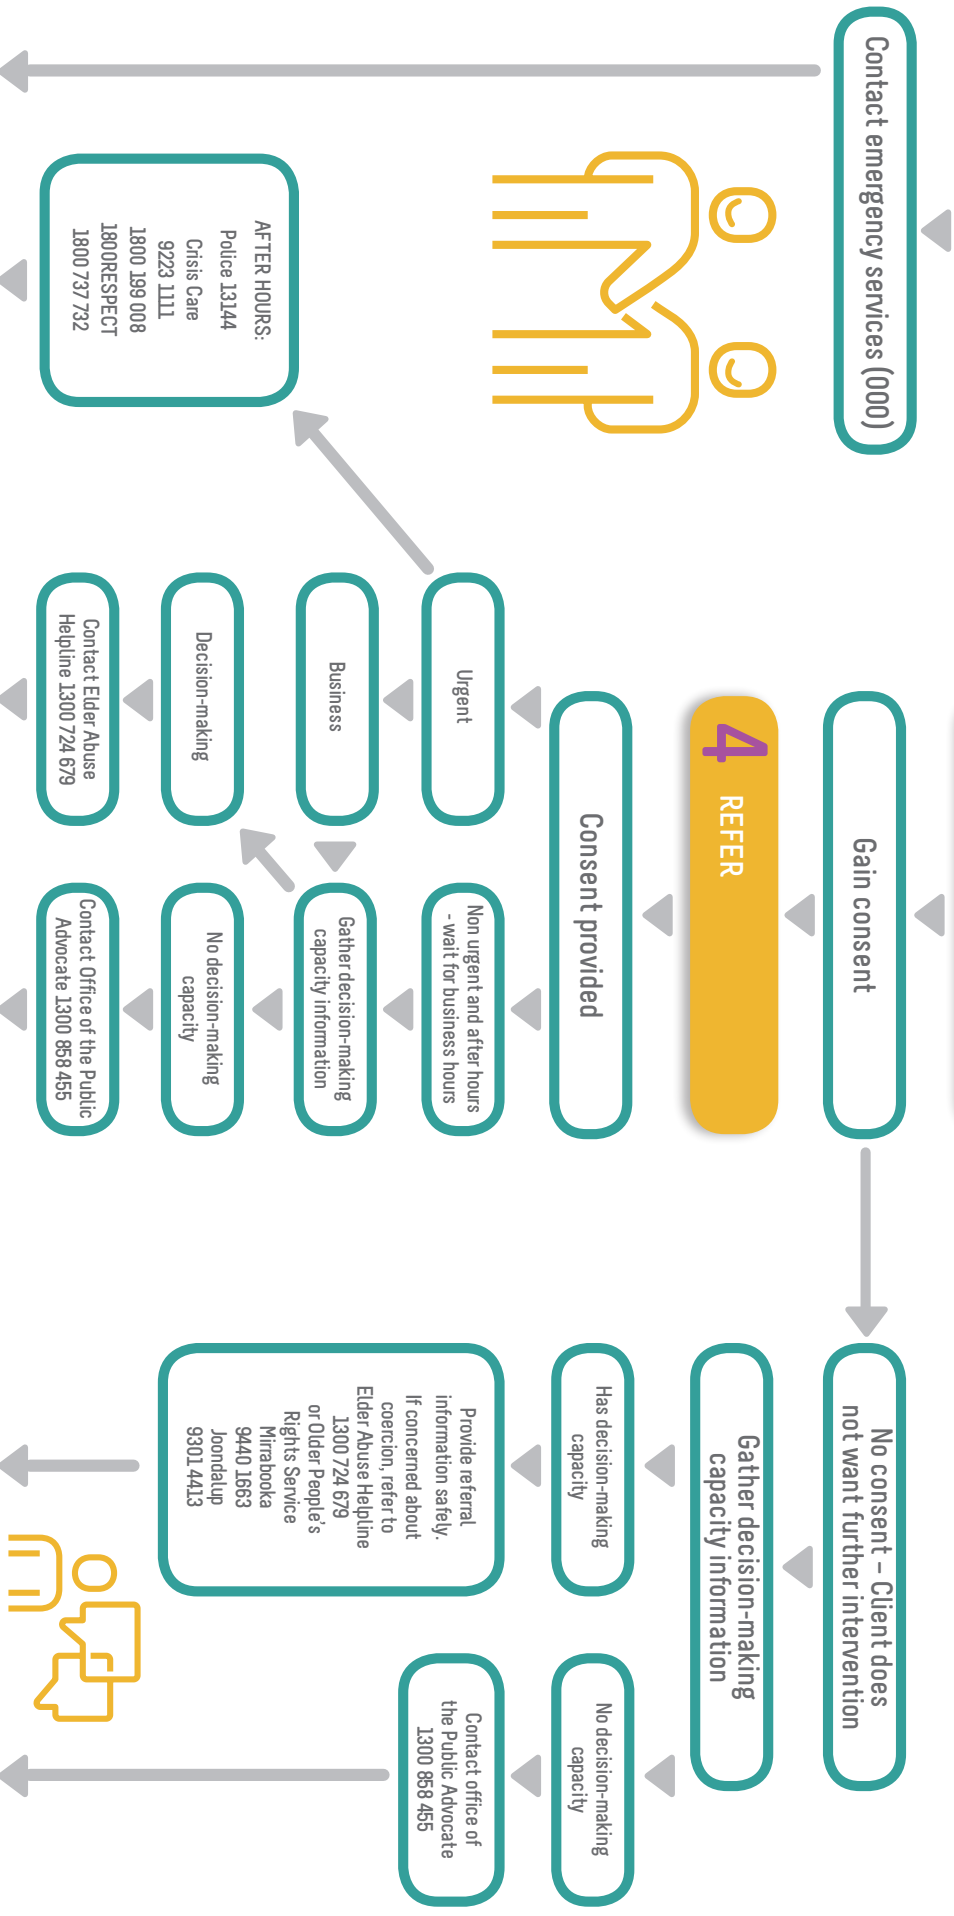 Contact emergency services (000)
Gain consent
No consent – Client does
not want further intervention
4 REFER
Gather decision-making
capacity information
Consent provided
Has decision-making
capacity
No decision-making
capacity
Urgent
Non urgent and after hours
- wait for business hours
Provide referral
information safely.
If concerned about
coercion, refer to
Elder Abuse Helpline
1300 724 679
or Older People's
Rights Service
Mirrabooka
9440 1663
Joondalup
9301 4413
Contact office of
the Public Advocate
1300 858 455
Business
Gather decision-making
capacity information
AFTER HOURS:
Police 13144
Crisis Care
9223 1111
1800 199 008
1800RESPECT
1800 737 732
Decision-making
No decision-making
capacity
Contact Elder Abuse
Helpline 1300 724 679
Contact Office of the Public
Advocate 1300 858 455